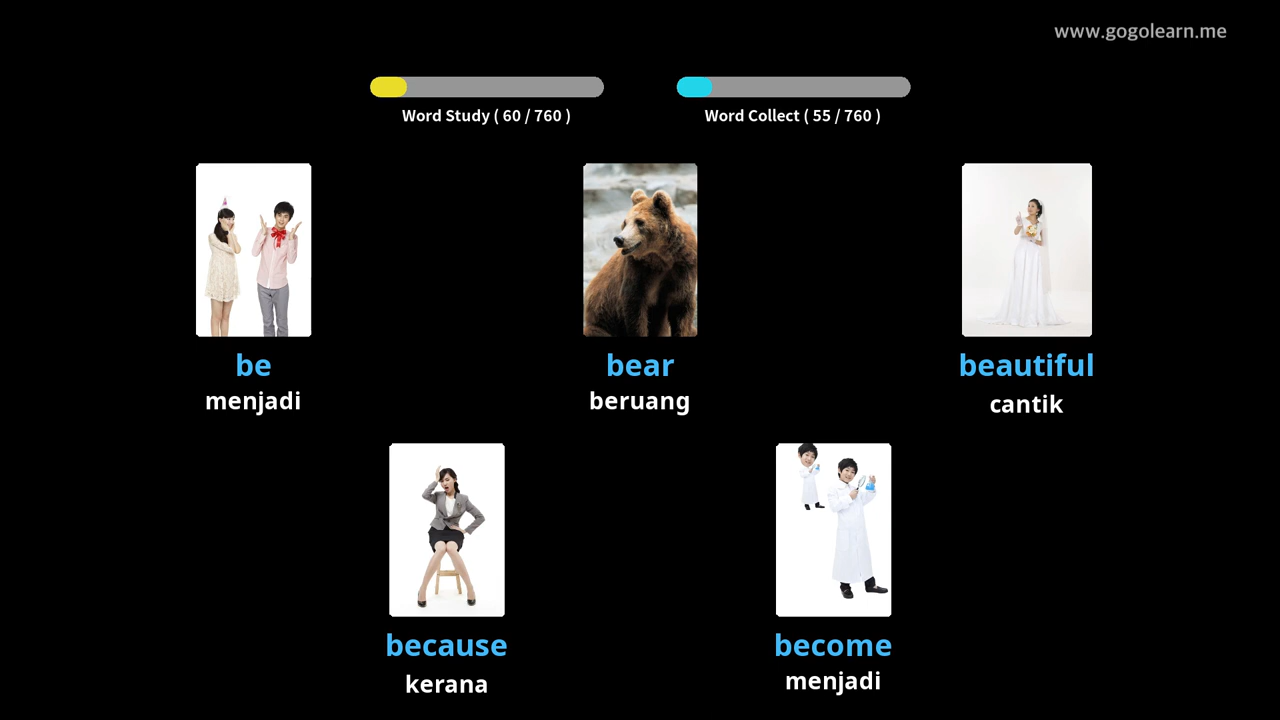 www.gogolearn.me
Word Study ( 60 / 760 )
Word Collect ( 55 / 760 )
be
menjadi
bear
beruang
beautiful
cantik
because
kerana
become
menjadi